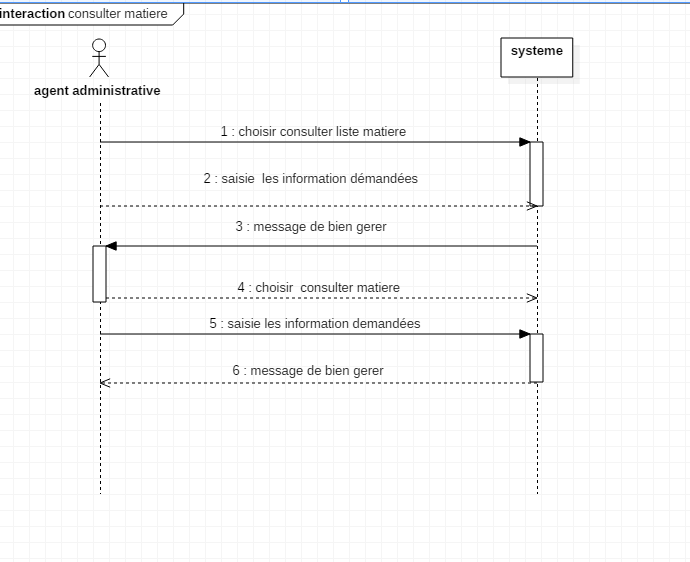 interaction consulter matiere
systeme
agent administrative
1 : choisir consulter liste matiere
2 : saisie les information démandées
3 : message de bien gerer
4 : choisir consulter matiere
5 : saisie les information demandées
6 : message de bien gerer